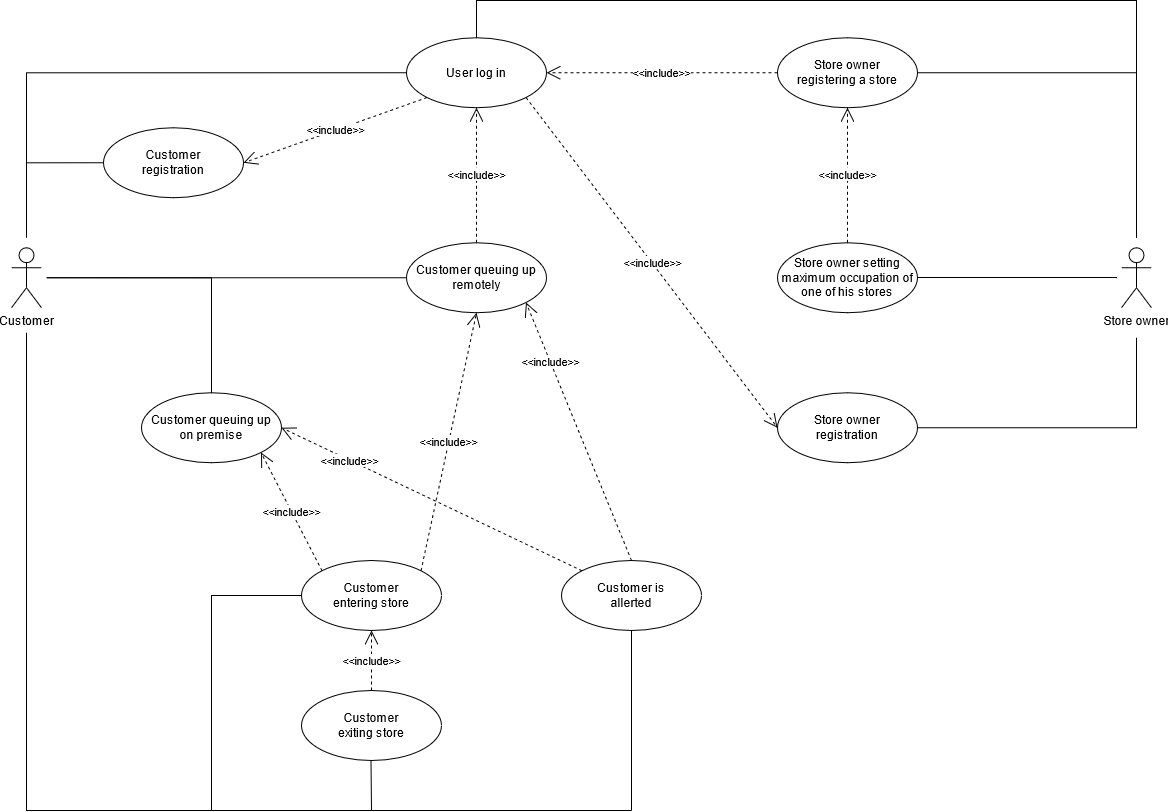 User log in
<<include>>
Store owner
registering a store
<<include>>
Customer
registration
<<include>>
<<include>>
<<include>>
Customer
Customer queuing up
remotely
Store owner setting
maximum occupation of
one of his stores
Store owner
<<include>>
Customer queuing up
on premise
Store owner
registration
<<include>>
<<include>>
<<include>>
Customer
entering store
Customer is
allerted
<<include>>
Customer
exiting store